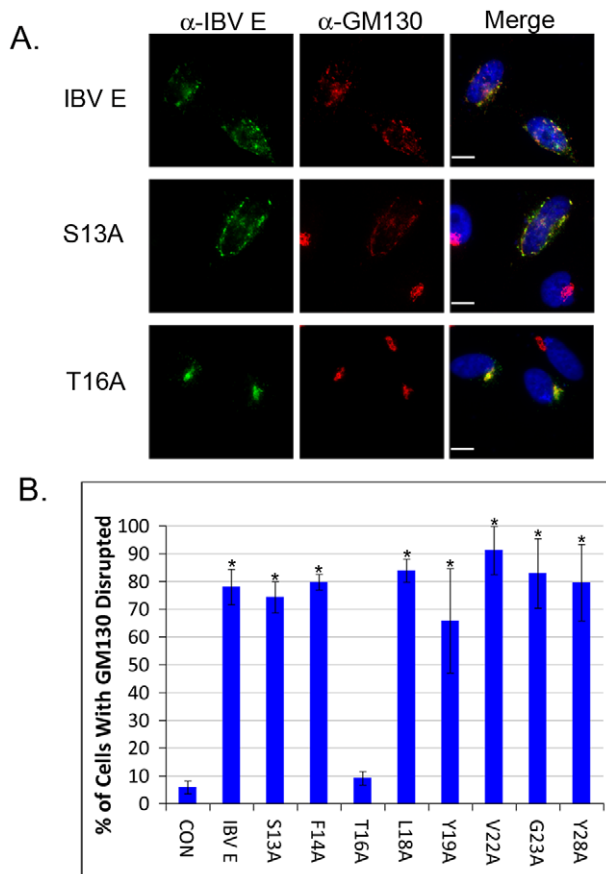 A.
α-IBV E α-GM130 Merge
IBV E
S13A
T16A
B.
% of Cells With GM130 Disrupted
100
90
80
70
60
50
40
30
20
10
0
* * * * * * * *
CON IBV E S13A F14A T16A L18A Y19A V22A G23A Y28A